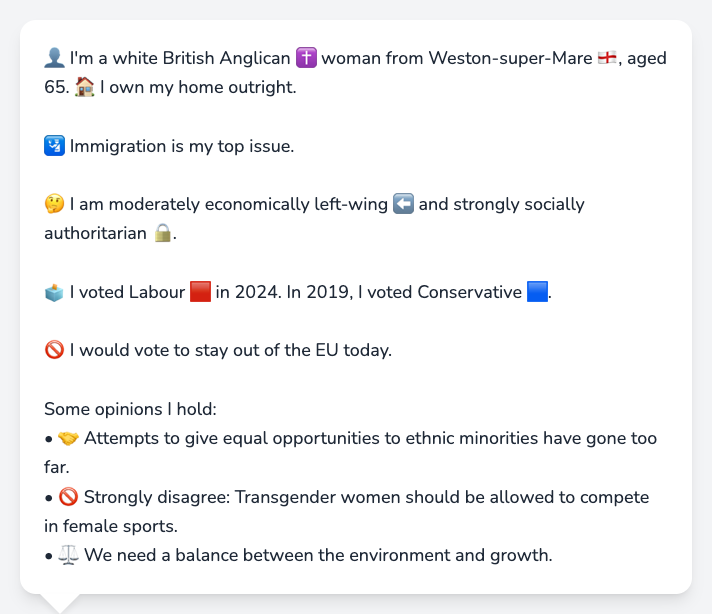 👤 I'm a white British Anglican ✝️ woman from Weston-super-Mare 🏴󠁧󠁢󠁥󠁮󠁧󠁿, aged
65. 🏠 I own my home outright.
🛂 Immigration is my top issue.
🤔 I am moderately economically left-wing ⬅️ and strongly socially
authoritarian 🔒.
🗳️ I voted Labour 🟥 in 2024. In 2019, I voted Conservative 🟦.
🚫 I would vote to stay out of the EU today.
Some opinions I hold:
• 🤝 Attempts to give equal opportunities to ethnic minorities have gone too
far.
• 🚫 Strongly disagree: Transgender women should be allowed to compete
in female sports.
• ⚖️ We need a balance between the environment and growth.